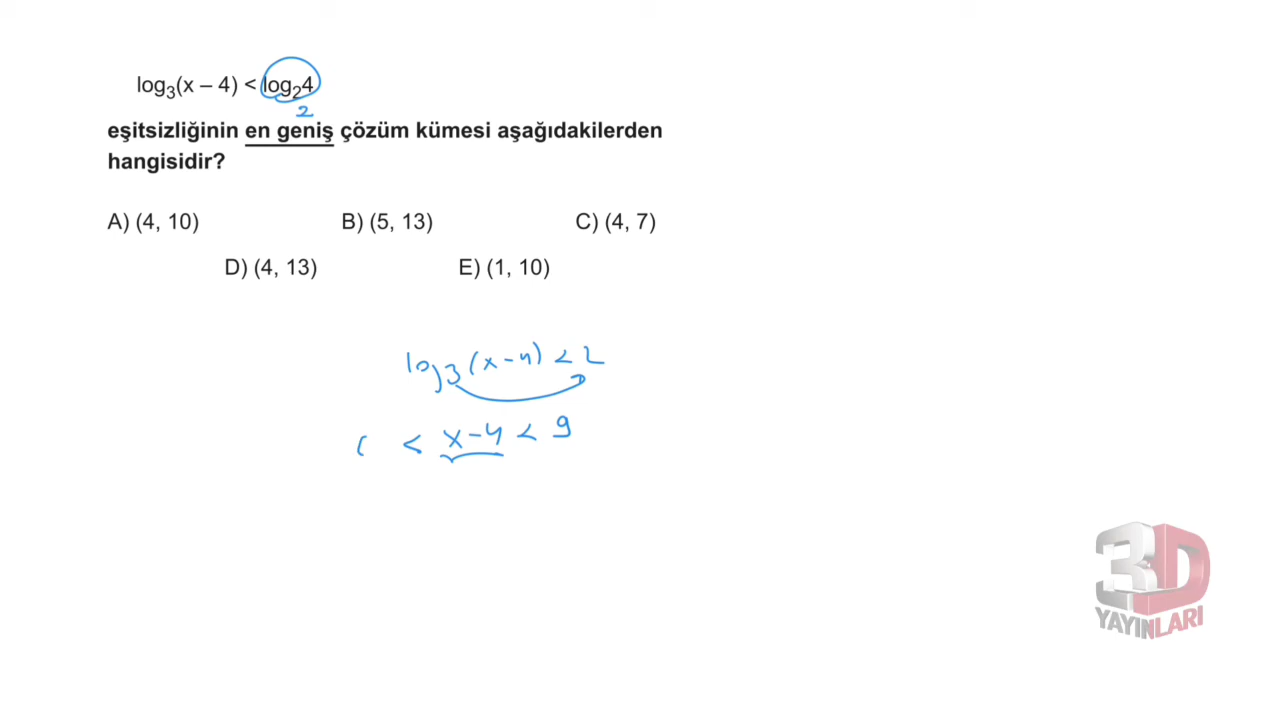 log₃(x – 4) < log₂4
2
eşitsizliğinin en geniş çözüm kümesi aşağıdakilerden
hangisidir?
A) (4, 10) B) (5, 13) C) (4, 7)
D) (4, 13) E) (1, 10)
log₃(x-4) < 2
< x-4 < 9
3D
YAYINLARI